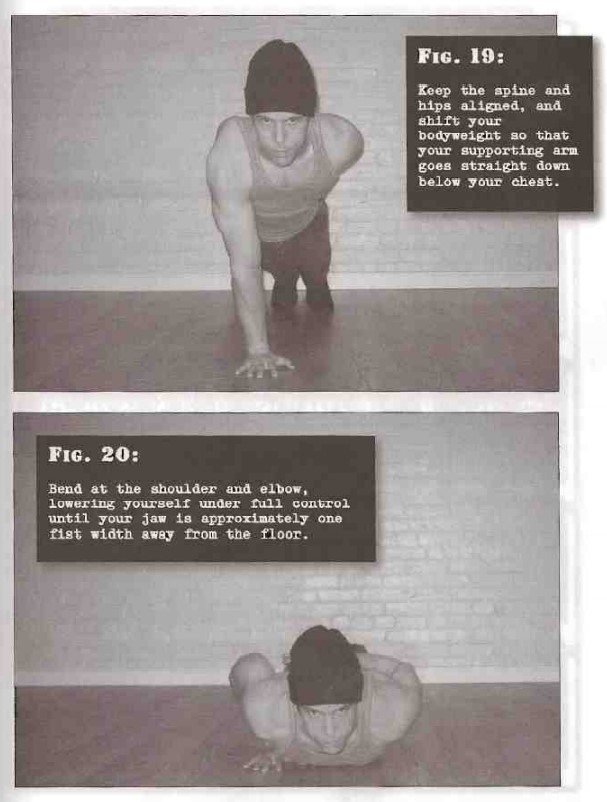 FIG. 19:
Keep the spine and
hips aligned, and
shift your
bodyweight so that
your supporting arm
goes straight down
below your chest.
FIG. 20:
Bend at the shoulder and elbow,
lowering yourself under full control
until your jaw is approximately one
fist width away from the floor.